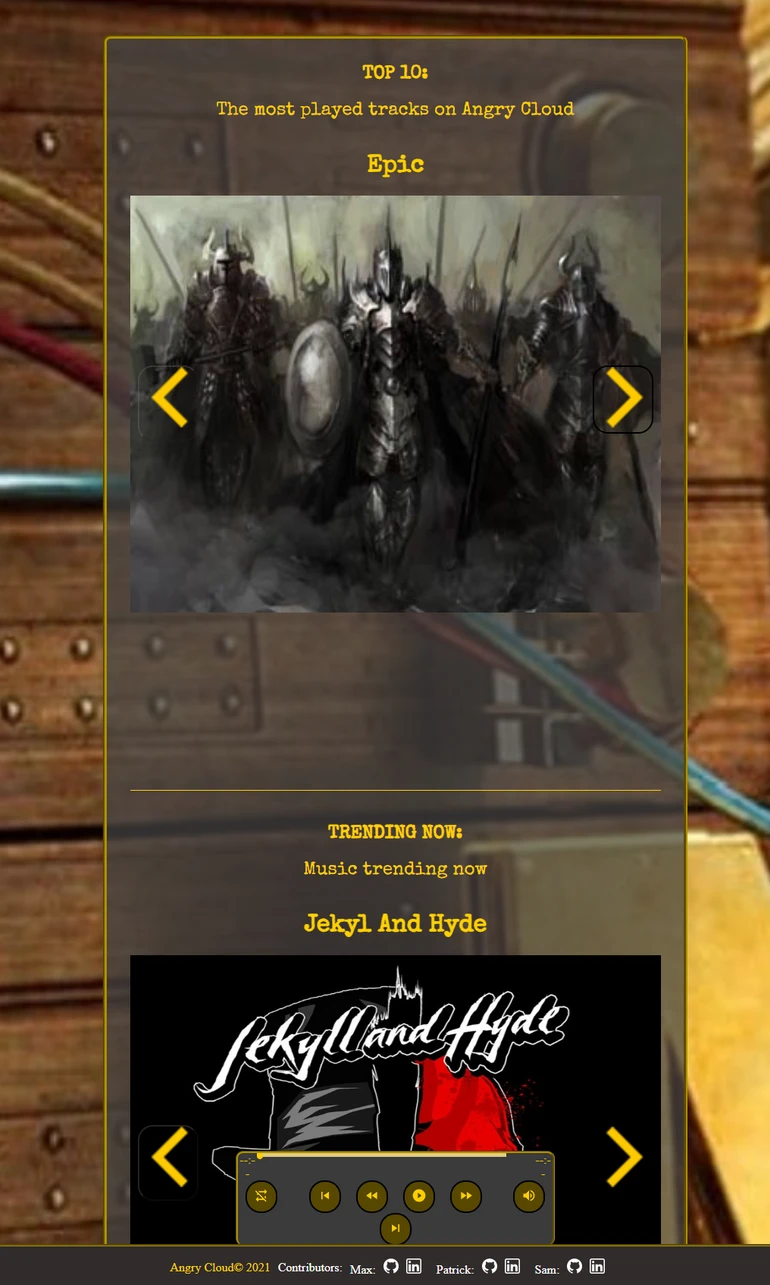 TOP 10:
The most played tracks on Angry Cloud
Epic
TRENDING NOW:
Music trending now
Jekyl And Hyde
Jekyll and Hyde
--:--
--:--
Angry Cloud© 2021 Contributors: Max: Patrick: Sam: